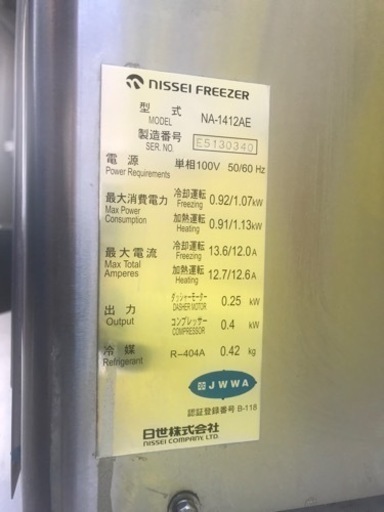 NISSEI FREEZER
型式 NA-1412AE
MODEL
製造番号 E5130340
SER. NO.
電源 単相100V 50/60 Hz
Power Requirements
最大消費電力 冷却運転 0.92/1.07kW
Max Power Freezing
Consumption 加熱運転 0.91/1.13kW
Heating
最大電流 冷却運転 13.6/12.0A
Max Total Freezing
Amperes 加熱運転 12.7/12.6A
Heating
出力 ダッシャーモーター 0.25 kW
Output DASHER MOTOR
コンプレッサー 0.4 kW
COMPRESSOR
冷媒 R-404A 0.42 kg
Refrigerant
JWWA
認証登録番号 B-118
日世株式会社
NISSEI COMPANY, LTD.